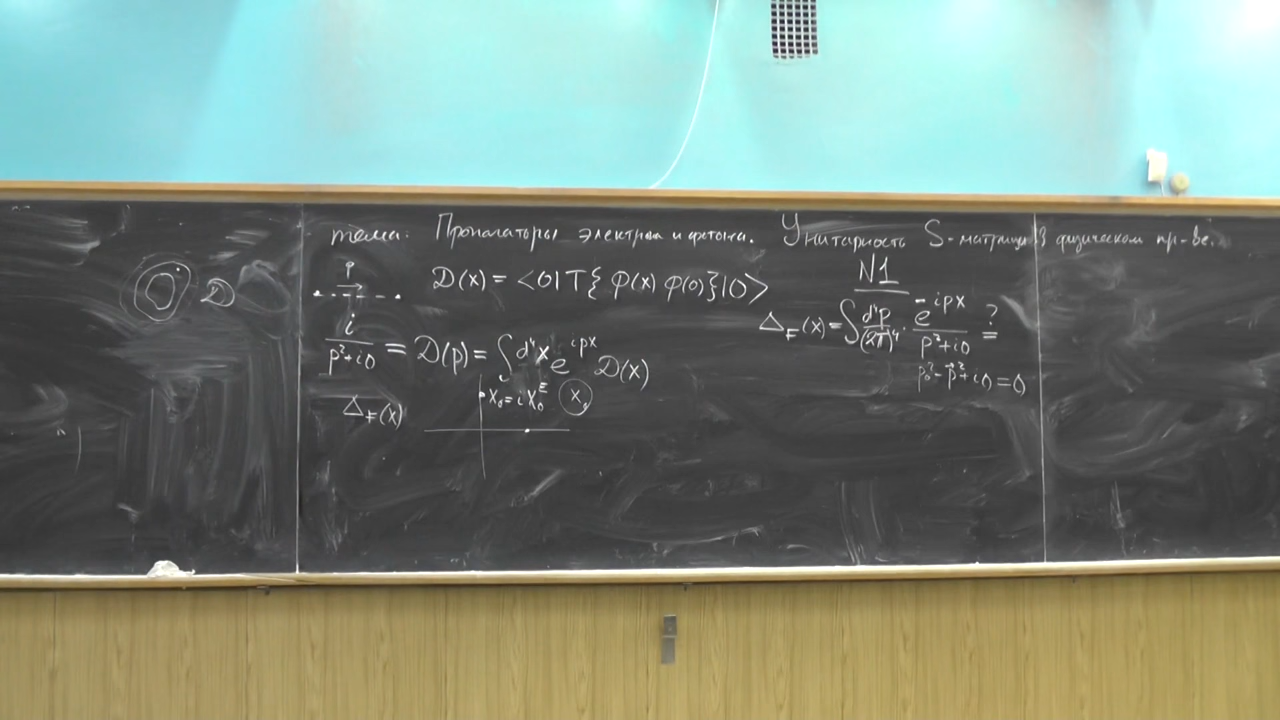 тема: Пропагаторы электрона и фотона. Унитарность S-матрицы в физическом пр-ве.
D
p
D(x) = <0|T{φ(x) φ(0)}|0>
i/(p²+i0) = D(p) = ∫ d⁴x e^{ipx} D(x)
x₀ = i x₀ᴱ
x₀
Δ_F(x)
N1
Δ_F(x) = ∫ d⁴p/(2π)⁴ · e^{-ipx}/(p²+i0) ?=
p₀² - p⃗² + i0 = 0